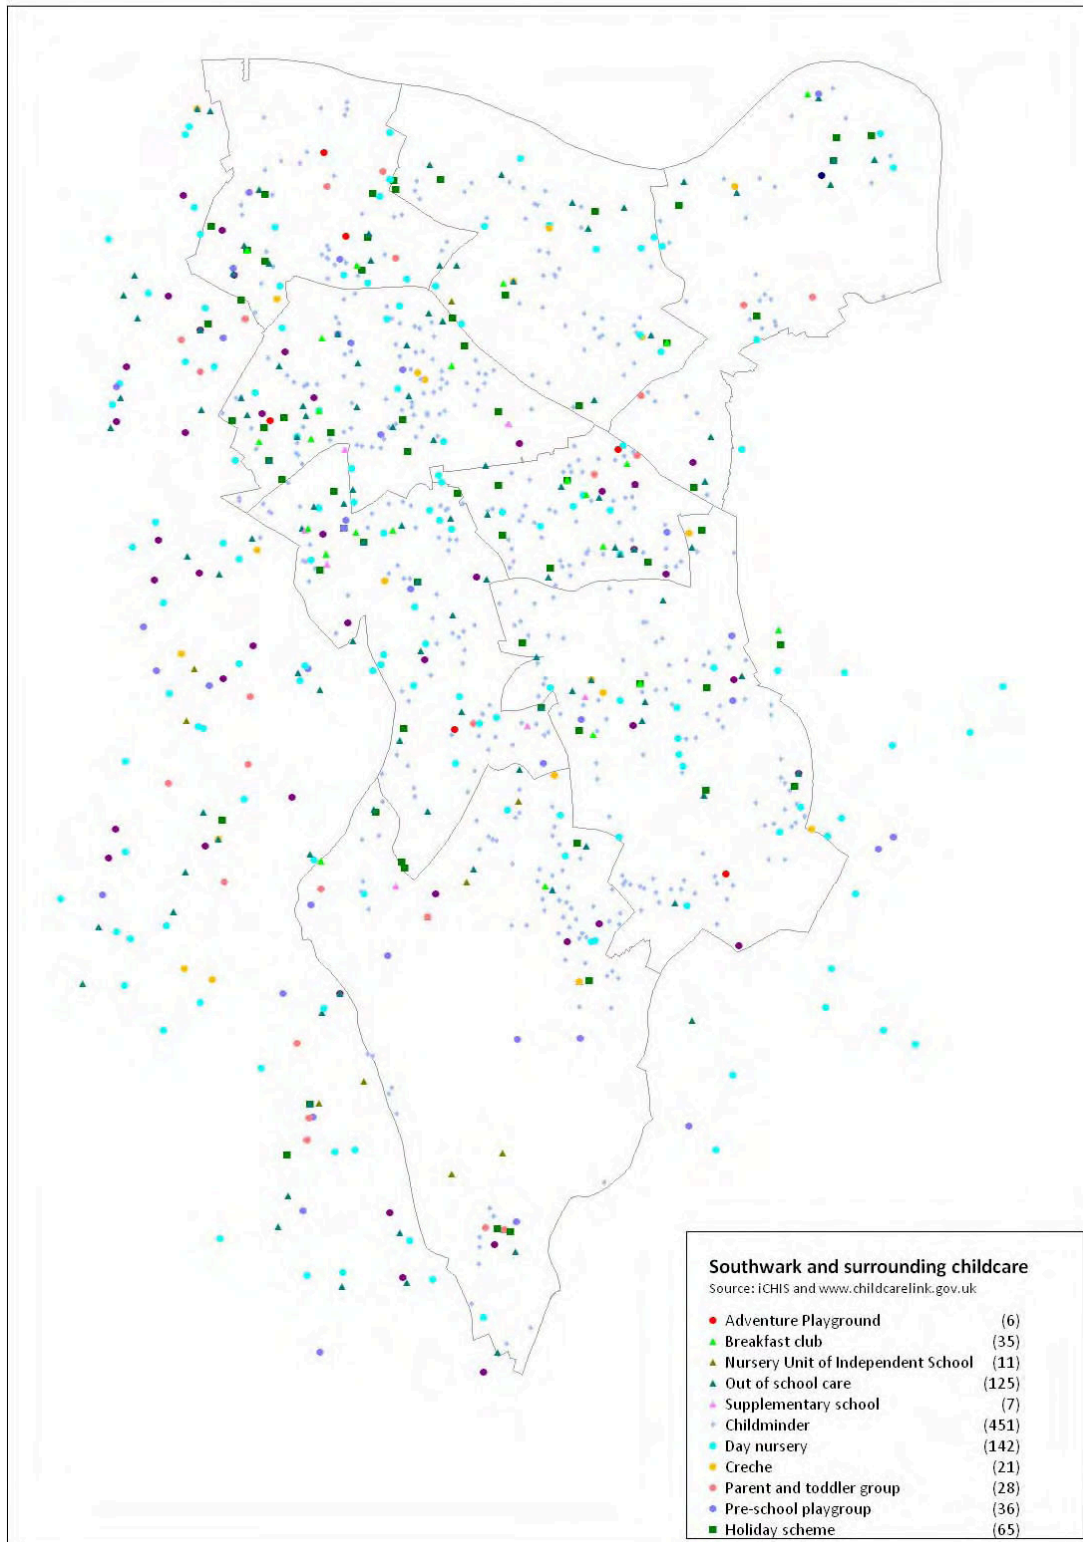 Southwark and surrounding childcare
Source: iCHIS and www.childcarelink.gov.uk
Adventure Playground (6)
Breakfast club (35)
Nursery Unit of Independent School (11)
Out of school care (125)
Supplementary school (7)
Childminder (451)
Day nursery (142)
Creche (21)
Parent and toddler group (28)
Pre-school playgroup (36)
Holiday scheme (65)